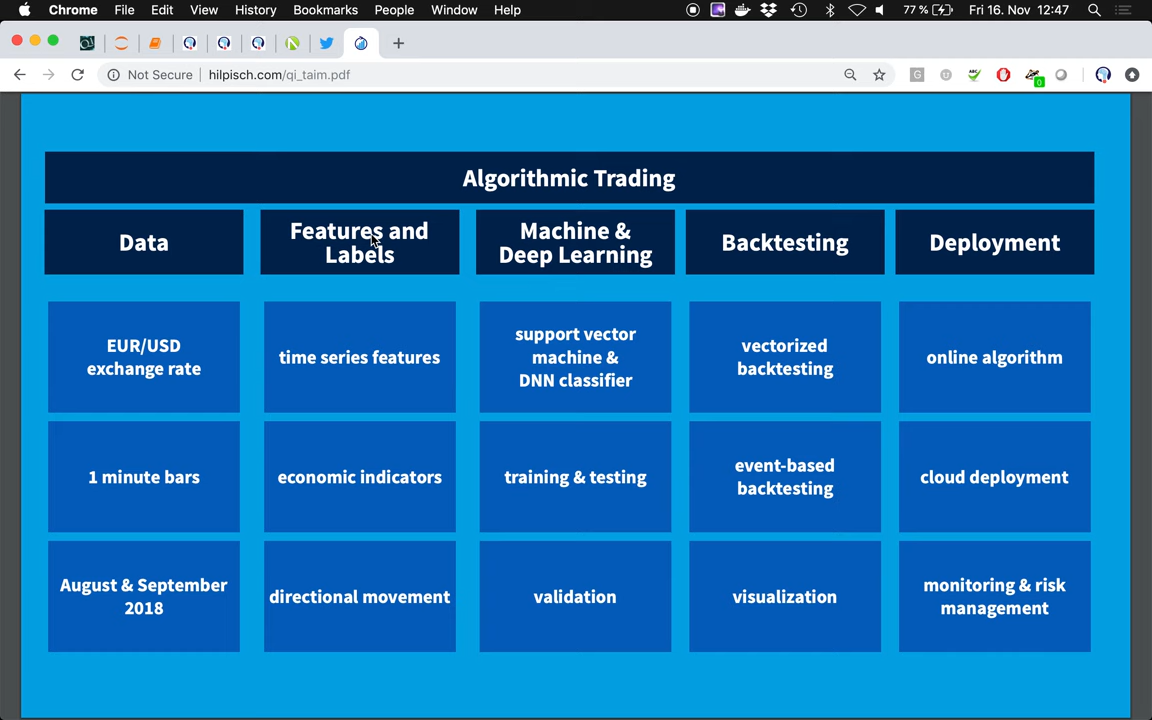 Chrome File Edit View History Bookmarks People Window Help 77 % Fri 16. Nov 12:47
Not Secure hilpisch.com/qi_taim.pdf
Algorithmic Trading
Data
Features and
Labels
Machine &
Deep Learning
Backtesting
Deployment
EUR/USD
exchange rate
time series features
support vector
machine &
DNN classifier
vectorized
backtesting
online algorithm
1 minute bars
economic indicators
training & testing
event-based
backtesting
cloud deployment
August & September
2018
directional movement
validation
visualization
monitoring & risk
management